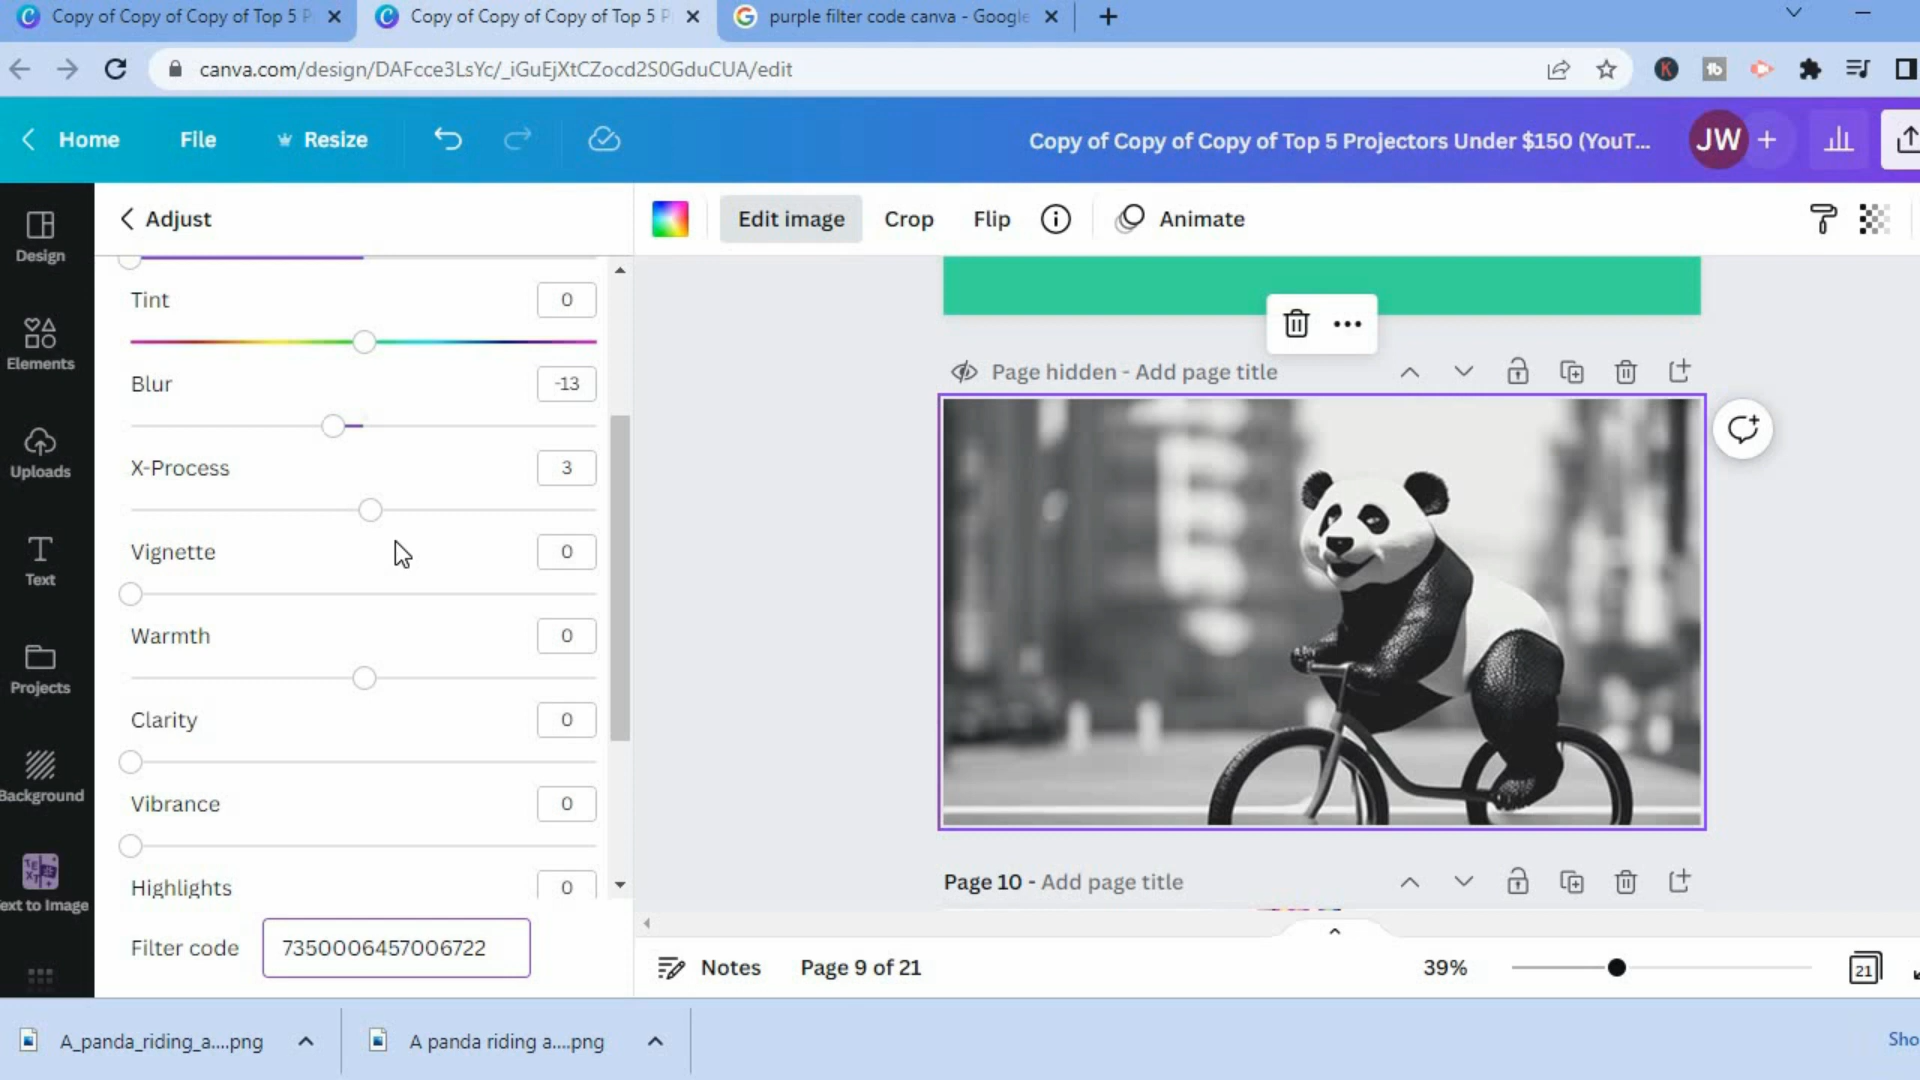 Copy of Copy of Copy of Top 5 P
Copy of Copy of Copy of Top 5 P
purple filter code canva - Google
canva.com/design/DAFcce3LsYc/_iGuEjXtCZocd2S0GduCUA/edit
K
tb
Home
File
Resize
Copy of Copy of Copy of Top 5 Projectors Under $150 (YouT...
JW
Adjust
Edit image
Crop
Flip
Animate
Design
Elements
Uploads
Text
Projects
Background
ext to Image
Tint 0
Blur -13
X-Process 3
Vignette 0
Warmth 0
Clarity 0
Vibrance 0
Highlights 0
Filter code 7350006457006722
Page hidden - Add page title
Page 10 - Add page title
Notes
Page 9 of 21
39%
21
A_panda_riding_a....png
A panda riding a....png
Sho